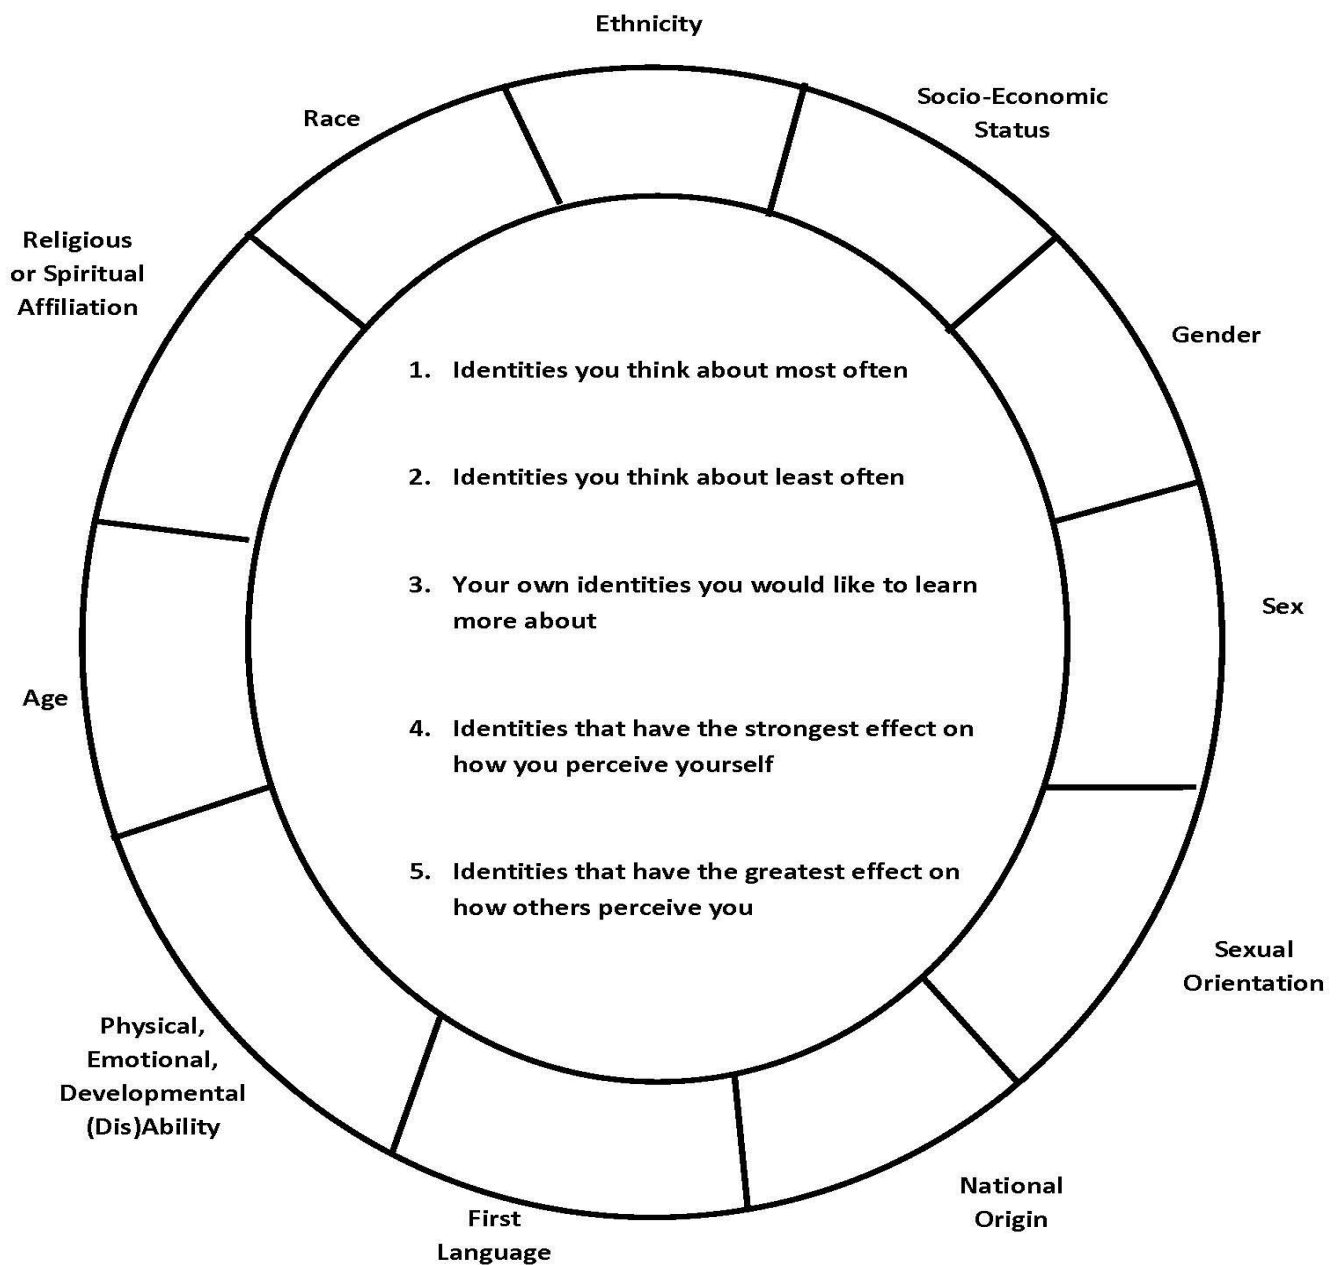 Ethnicity
Socio-Economic
Status
Race
Religious
or Spiritual
Affiliation
Gender
1. Identities you think about most often
2. Identities you think about least often
3. Your own identities you would like to learn
more about
Sex
Age
4. Identities that have the strongest effect on
how you perceive yourself
5. Identities that have the greatest effect on
how others perceive you
Sexual
Orientation
Physical,
Emotional,
Developmental
(Dis)Ability
National
Origin
First
Language